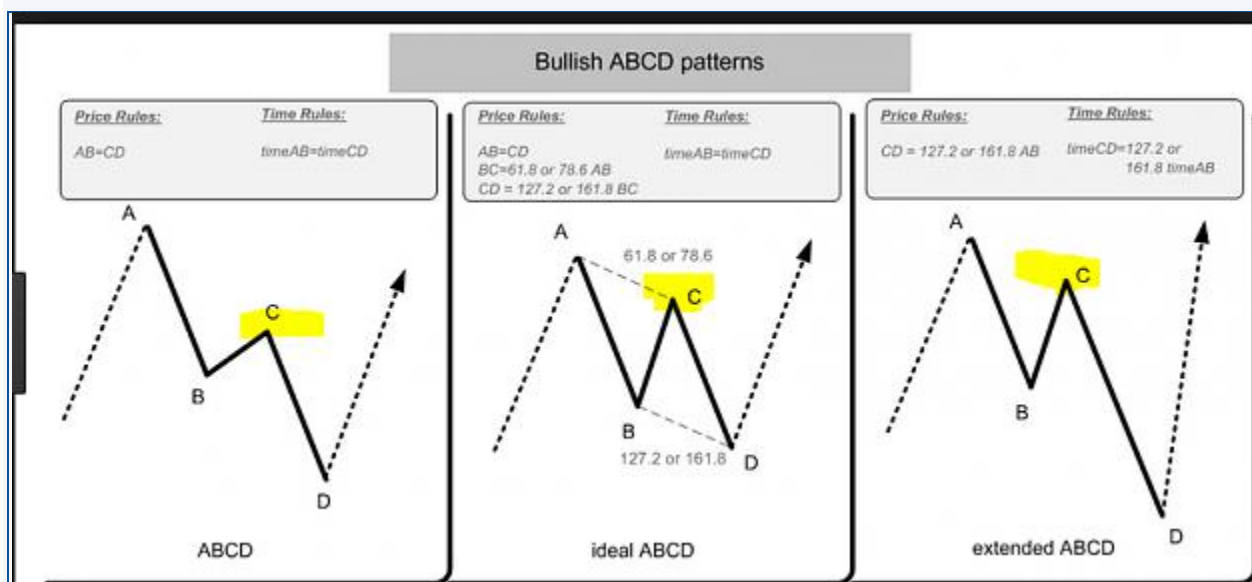 Bullish ABCD patterns
Price Rules:
Time Rules:
AB=CD
timeAB=timeCD
A
B
C
D
ABCD
Price Rules:
Time Rules:
AB=CD
BC=61.8 or 78.6 AB
CD = 127.2 or 161.8 BC
timeAB=timeCD
A
61.8 or 78.6
C
B
127.2 or 161.8
D
ideal ABCD
Price Rules:
Time Rules:
CD = 127.2 or 161.8 AB
timeCD=127.2 or
161.8 timeAB
A
C
B
D
extended ABCD